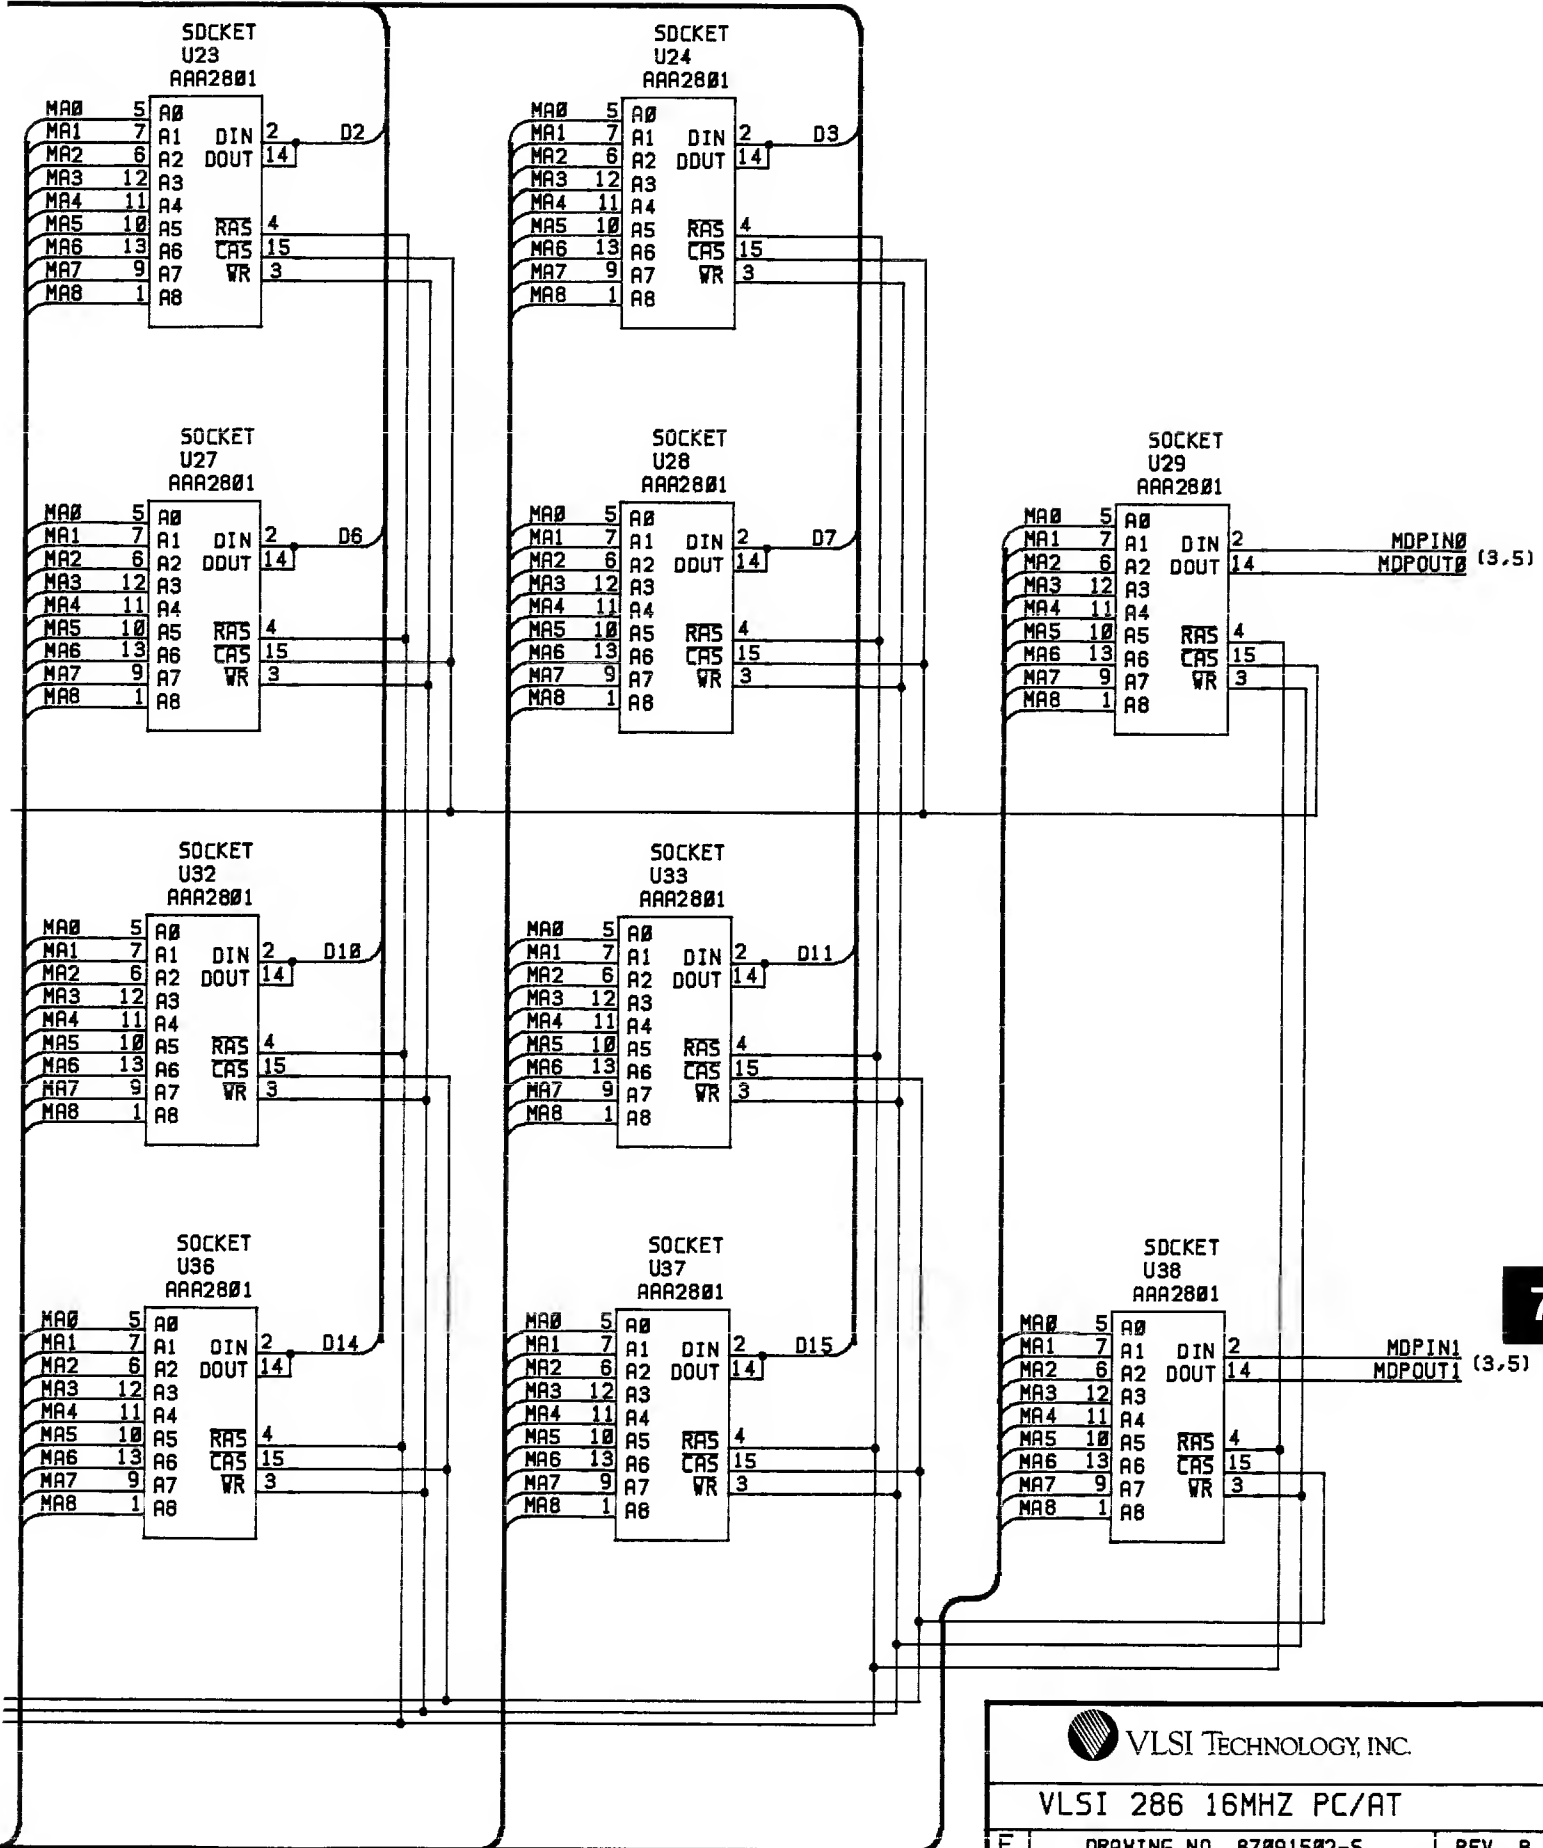 SOCKET
U23
AAA2801
MA0 5 A0
MA1 7 A1 DIN 2 D2
MA2 6 A2 DOUT 14
MA3 12 A3
MA4 11 A4
MA5 10 A5 RAS 4
MA6 13 A6 CAS 15
MA7 9 A7 WR 3
MA8 1 A8
SOCKET
U24
AAA2801
MA0 5 A0
MA1 7 A1 DIN 2 D3
MA2 6 A2 DOUT 14
MA3 12 A3
MA4 11 A4
MA5 10 A5 RAS 4
MA6 13 A6 CAS 15
MA7 9 A7 WR 3
MA8 1 A8
SOCKET
U27
AAA2801
MA0 5 A0
MA1 7 A1 DIN 2 D6
MA2 6 A2 DOUT 14
MA3 12 A3
MA4 11 A4
MA5 10 A5 RAS 4
MA6 13 A6 CAS 15
MA7 9 A7 WR 3
MA8 1 A8
SOCKET
U28
AAA2801
MA0 5 A0
MA1 7 A1 DIN 2 D7
MA2 6 A2 DOUT 14
MA3 12 A3
MA4 11 A4
MA5 10 A5 RAS 4
MA6 13 A6 CAS 15
MA7 9 A7 WR 3
MA8 1 A8
SOCKET
U29
AAA2801
MA0 5 A0
MA1 7 A1 DIN 2 MDPIN0
MA2 6 A2 DOUT 14 MDPOUT0 (3,5)
MA3 12 A3
MA4 11 A4
MA5 10 A5 RAS 4
MA6 13 A6 CAS 15
MA7 9 A7 WR 3
MA8 1 A8
SOCKET
U32
AAA2801
MA0 5 A0
MA1 7 A1 DIN 2 D10
MA2 6 A2 DOUT 14
MA3 12 A3
MA4 11 A4
MA5 10 A5 RAS 4
MA6 13 A6 CAS 15
MA7 9 A7 WR 3
MA8 1 A8
SOCKET
U33
AAA2801
MA0 5 A0
MA1 7 A1 DIN 2 D11
MA2 6 A2 DOUT 14
MA3 12 A3
MA4 11 A4
MA5 10 A5 RAS 4
MA6 13 A6 CAS 15
MA7 9 A7 WR 3
MA8 1 A8
SOCKET
U36
AAA2801
MA0 5 A0
MA1 7 A1 DIN 2 D14
MA2 6 A2 DOUT 14
MA3 12 A3
MA4 11 A4
MA5 10 A5 RAS 4
MA6 13 A6 CAS 15
MA7 9 A7 WR 3
MA8 1 A8
SOCKET
U37
AAA2801
MA0 5 A0
MA1 7 A1 DIN 2 D15
MA2 6 A2 DOUT 14
MA3 12 A3
MA4 11 A4
MA5 10 A5 RAS 4
MA6 13 A6 CAS 15
MA7 9 A7 WR 3
MA8 1 A8
SOCKET
U38
AAA2801
MA0 5 A0
MA1 7 A1 DIN 2 MDPIN1
MA2 6 A2 DOUT 14 MDPOUT1 (3,5)
MA3 12 A3
MA4 11 A4
MA5 10 A5 RAS 4
MA6 13 A6 CAS 15
MA7 9 A7 WR 3
MA8 1 A8
7
VLSI TECHNOLOGY, INC.
VLSI 286 16MHZ PC/AT
DRAWING NO. 87091502-S REV. B